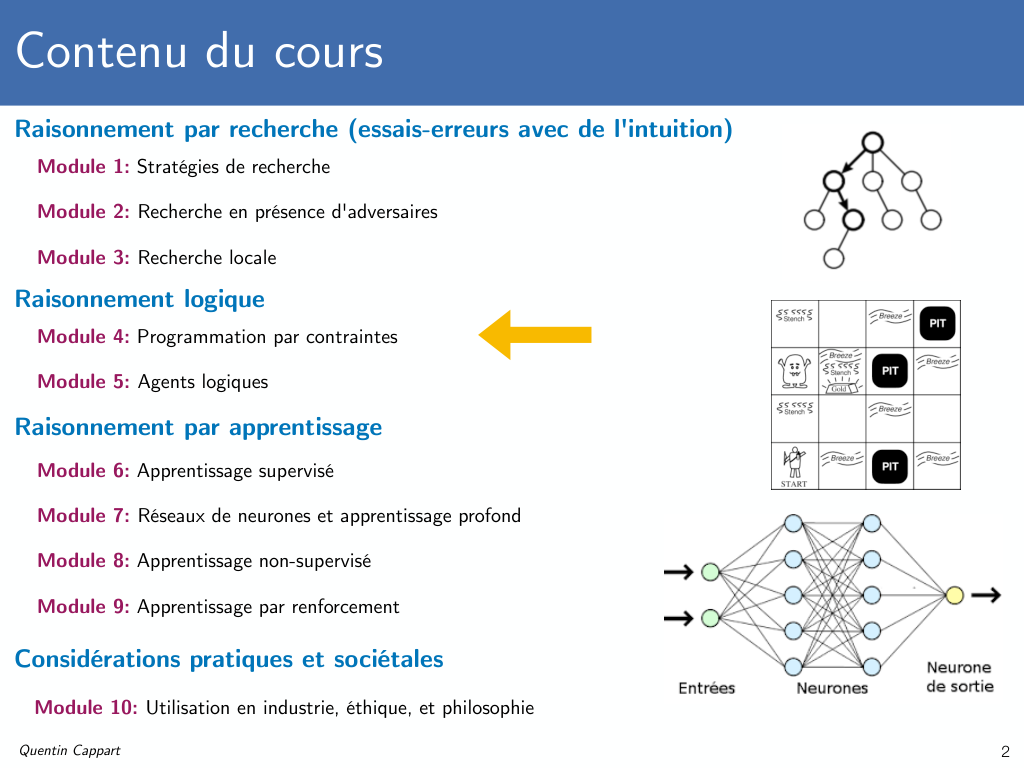 Contenu du cours
Raisonnement par recherche (essais-erreurs avec de l'intuition)
Module 1: Stratégies de recherche
Module 2: Recherche en présence d'adversaires
Module 3: Recherche locale
Raisonnement logique
Module 4: Programmation par contraintes
Module 5: Agents logiques
Raisonnement par apprentissage
Module 6: Apprentissage supervisé
Module 7: Réseaux de neurones et apprentissage profond
Module 8: Apprentissage non-supervisé
Module 9: Apprentissage par renforcement
Considérations pratiques et sociétales
Module 10: Utilisation en industrie, éthique, et philosophie
Stench
Breeze
PIT
Breeze
Stench
Gold
PIT
Breeze
Stench
Breeze
START
Breeze
PIT
Breeze
Entrées
Neurones
Neurone
de sortie
Quentin Cappart
2